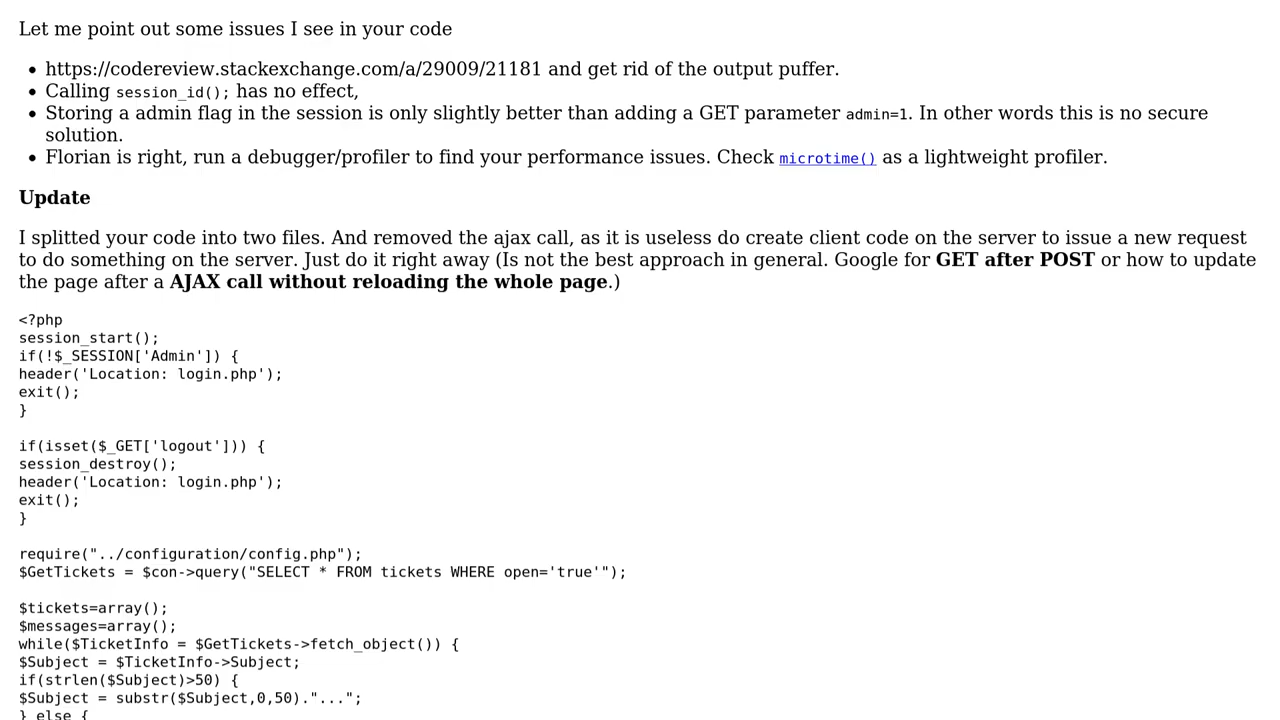 Let me point out some issues I see in your code
• https://codereview.stackexchange.com/a/29009/21181 and get rid of the output puffer.
• Calling session_id(); has no effect,
• Storing a admin flag in the session is only slightly better than adding a GET parameter admin=1. In other words this is no secure
solution.
• Florian is right, run a debugger/profiler to find your performance issues. Check microtime() as a lightweight profiler.
Update
I splitted your code into two files. And removed the ajax call, as it is useless do create client code on the server to issue a new request
to do something on the server. Just do it right away (Is not the best approach in general. Google for GET after POST or how to update
the page after a AJAX call without reloading the whole page.)
<?php
session_start();
if(!$_SESSION['Admin']) {
header('Location: login.php');
exit();
}
if(isset($_GET['logout'])) {
session_destroy();
header('Location: login.php');
exit();
}
require("../configuration/config.php");
$GetTickets = $con->query("SELECT * FROM tickets WHERE open='true'");
$tickets=array();
$messages=array();
while($TicketInfo = $GetTickets->fetch_object()) {
$Subject = $TicketInfo->Subject;
if(strlen($Subject)>50) {
$Subject = substr($Subject,0,50)."...";
} else {